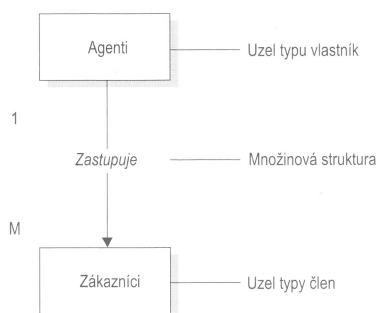 Agenti
Uzel typu vlastník
1
Zastupuje
Množinová struktura
M
Zákazníci
Uzel typy člen